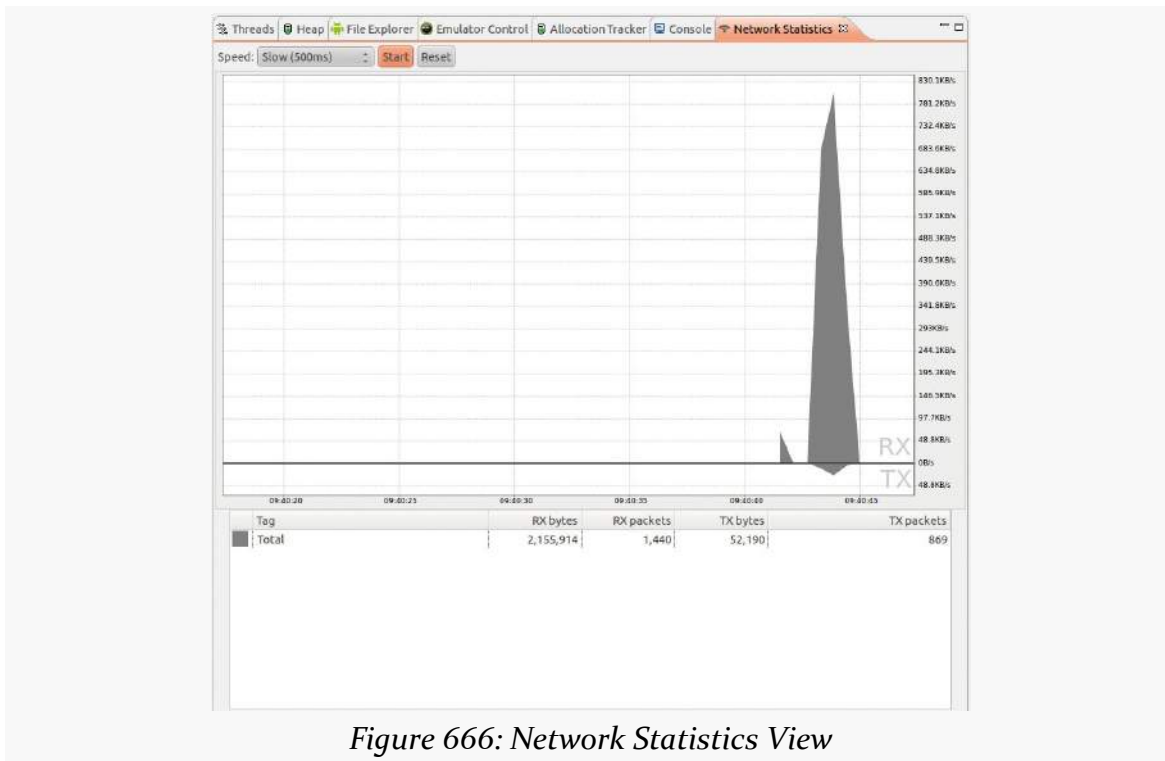 Threads Heap File Explorer Emulator Control Allocation Tracker Console Network Statistics
Speed: Slow (500ms) Start Reset
830.1KB/s
781.2KB/s
732.4KB/s
683.6KB/s
634.8KB/s
585.9KB/s
537.1KB/s
488.3KB/s
439.5KB/s
390.6KB/s
341.8KB/s
293KB/s
244.1KB/s
195.3KB/s
146.5KB/s
97.7KB/s
48.8KB/s
RX
0B/s
TX
48.8KB/s
09:40:20 09:40:25 09:40:30 09:40:35 09:40:40 09:40:45
Tag RX bytes RX packets TX bytes TX packets
Total 2,155,914 1,440 52,190 869
Figure 666: Network Statistics View